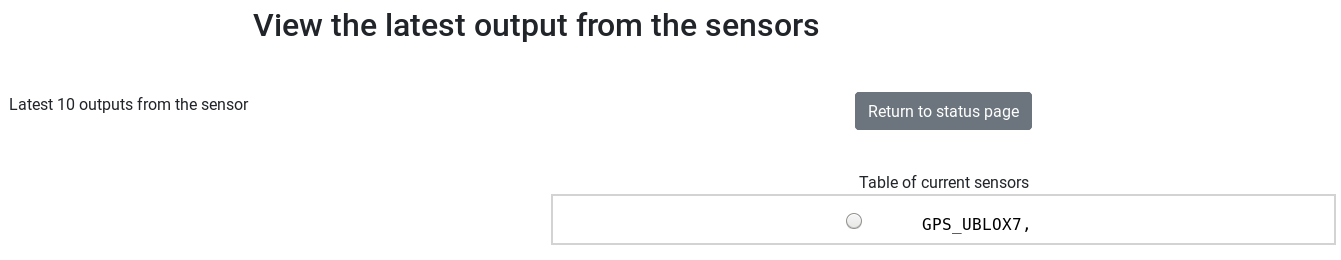 View the latest output from the sensors
Latest 10 outputs from the sensor
Return to status page
Table of current sensors
GPS_UBLOX7,